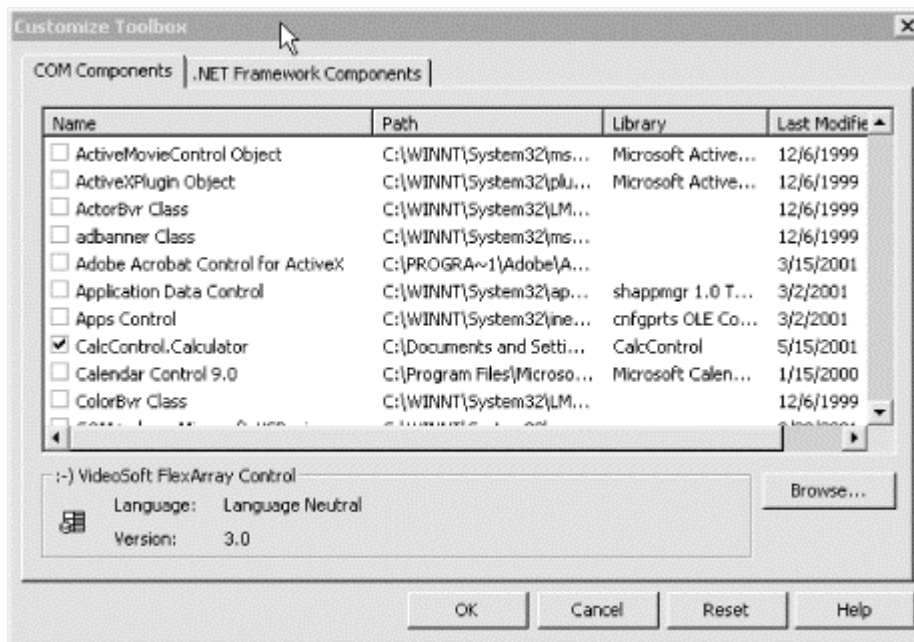 Customize Toolbox
COM Components .NET Framework Components
Name Path Library Last Modifie
ActiveMovieControl Object C:\WINNT\System32\ms... Microsoft Active... 12/6/1999
ActiveXPlugin Object C:\WINNT\System32\plu... Microsoft Active... 12/6/1999
ActorBvr Class C:\WINNT\System32\LM... 12/6/1999
adbanner Class C:\WINNT\System32\ms... 12/6/1999
Adobe Acrobat Control for ActiveX C:\PROGRA~1\Adobe\A... 3/15/2001
Application Data Control C:\WINNT\System32\ap... shappmgr 1.0 T... 3/2/2001
Apps Control C:\WINNT\System32\ine... cnfgprts OLE Co... 3/2/2001
CalcControl.Calculator C:\Documents and Setti... CalcControl 5/15/2001
Calendar Control 9.0 C:\Program Files\Microso... Microsoft Calen... 1/15/2000
ColorBvr Class C:\WINNT\System32\LM... 12/6/1999
:-) VideoSoft FlexArray Control
Browse...
Language: Language Neutral
Version: 3.0
OK Cancel Reset Help